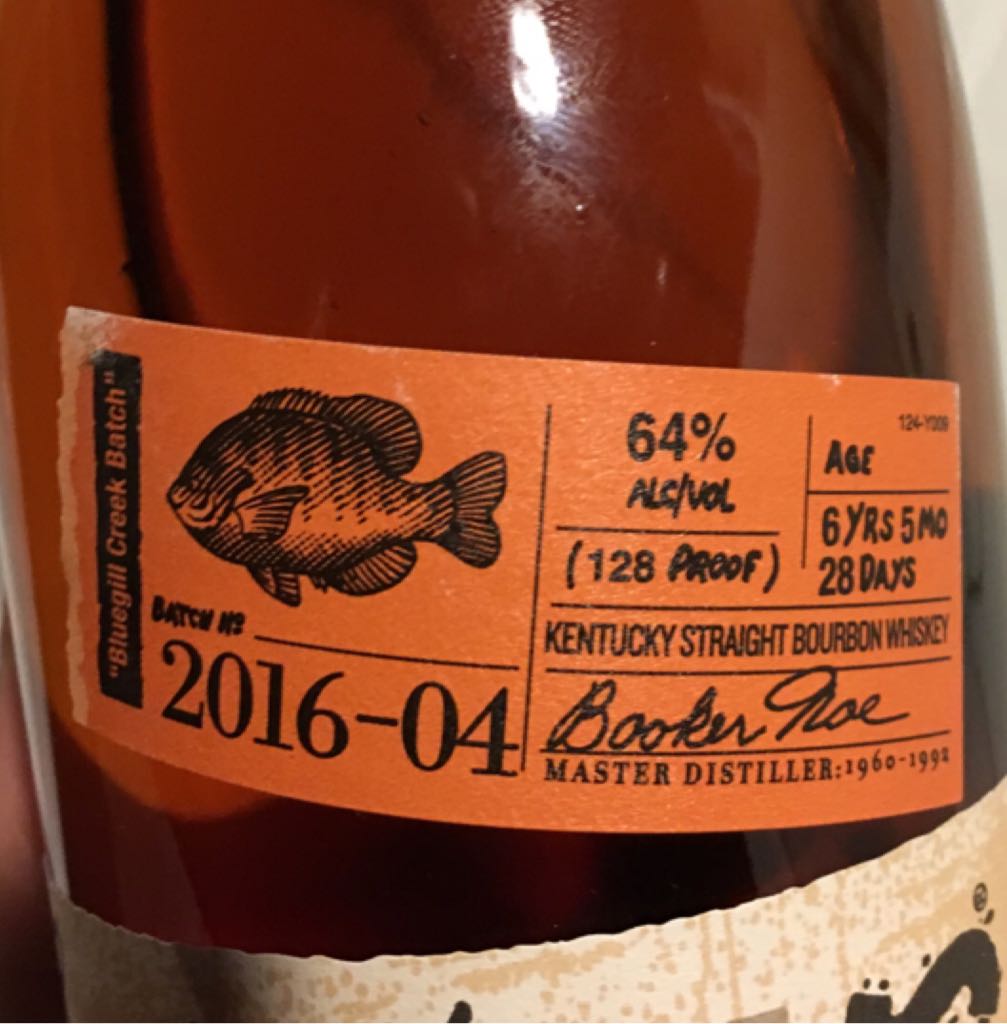 "Bluegill Creek Batch"
BATCH Nº
2016-04
64%
ALC/VOL
(128 PROOF)
124-Y009
AGE
6 YRS 5 MO
28 DAYS
KENTUCKY STRAIGHT BOURBON WHISKEY
Booker Noe
MASTER DISTILLER:1960-1992
®